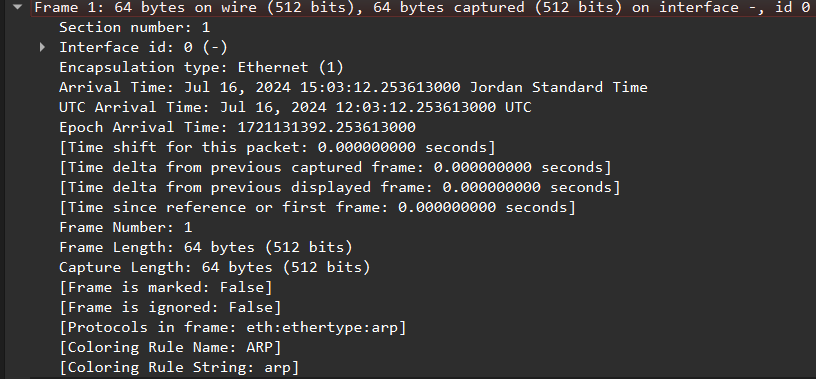 Frame 1: 64 bytes on wire (512 bits), 64 bytes captured (512 bits) on interface -, id 0
Section number: 1
Interface id: 0 (-)
Encapsulation type: Ethernet (1)
Arrival Time: Jul 16, 2024 15:03:12.253613000 Jordan Standard Time
UTC Arrival Time: Jul 16, 2024 12:03:12.253613000 UTC
Epoch Arrival Time: 1721131392.253613000
[Time shift for this packet: 0.000000000 seconds]
[Time delta from previous captured frame: 0.000000000 seconds]
[Time delta from previous displayed frame: 0.000000000 seconds]
[Time since reference or first frame: 0.000000000 seconds]
Frame Number: 1
Frame Length: 64 bytes (512 bits)
Capture Length: 64 bytes (512 bits)
[Frame is marked: False]
[Frame is ignored: False]
[Protocols in frame: eth:ethertype:arp]
[Coloring Rule Name: ARP]
[Coloring Rule String: arp]